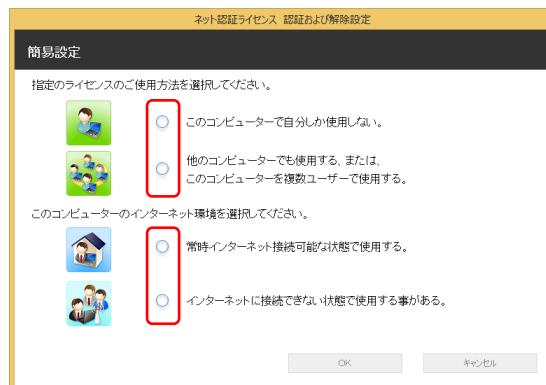 ネット認証ライセンス 認証および解除設定
簡易設定
指定のライセンスのご使用方法を選択してください。
このコンピューターで自分しか使用しない。
他のコンピューターでも使用する、または、
このコンピューターを複数ユーザーで使用する。
このコンピューターのインターネット環境を選択してください。
常時インターネット接続可能な状態で使用する。
インターネットに接続できない状態で使用する事がある。
OK
キャンセル